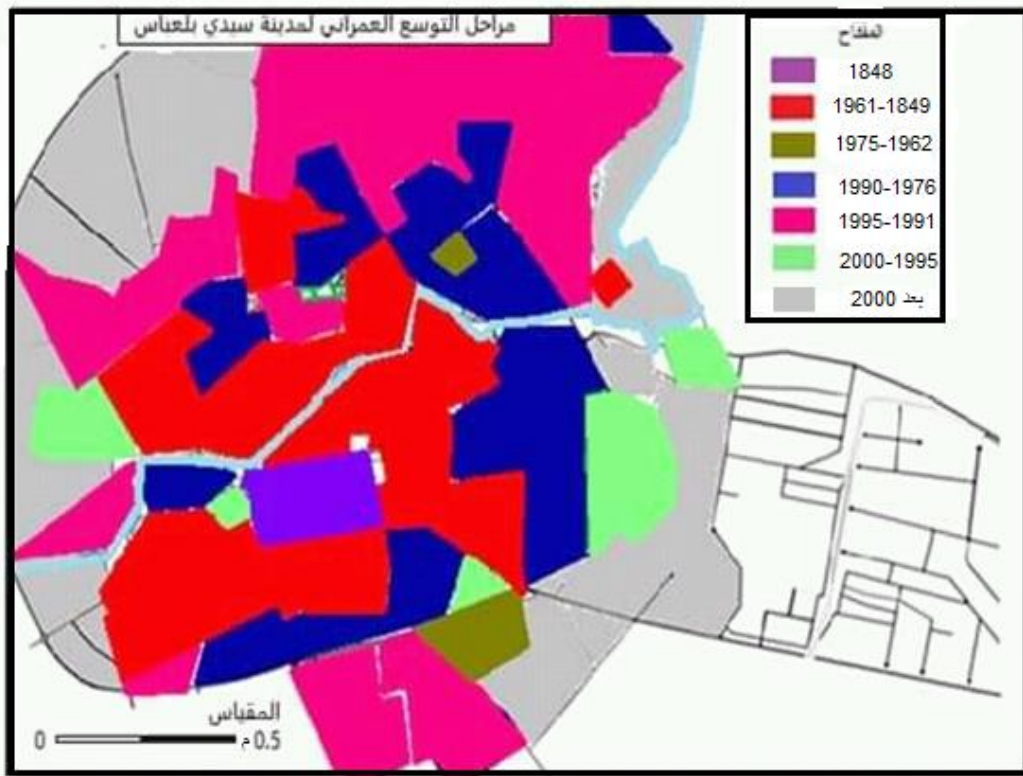 مراحل التوسع العمراني لمدينة سيدي بلعباس
المفتاح
1848
1961-1849
1975-1962
1990-1976
1995-1991
2000-1995
بعد 2000
المقياس
0 0.5 م